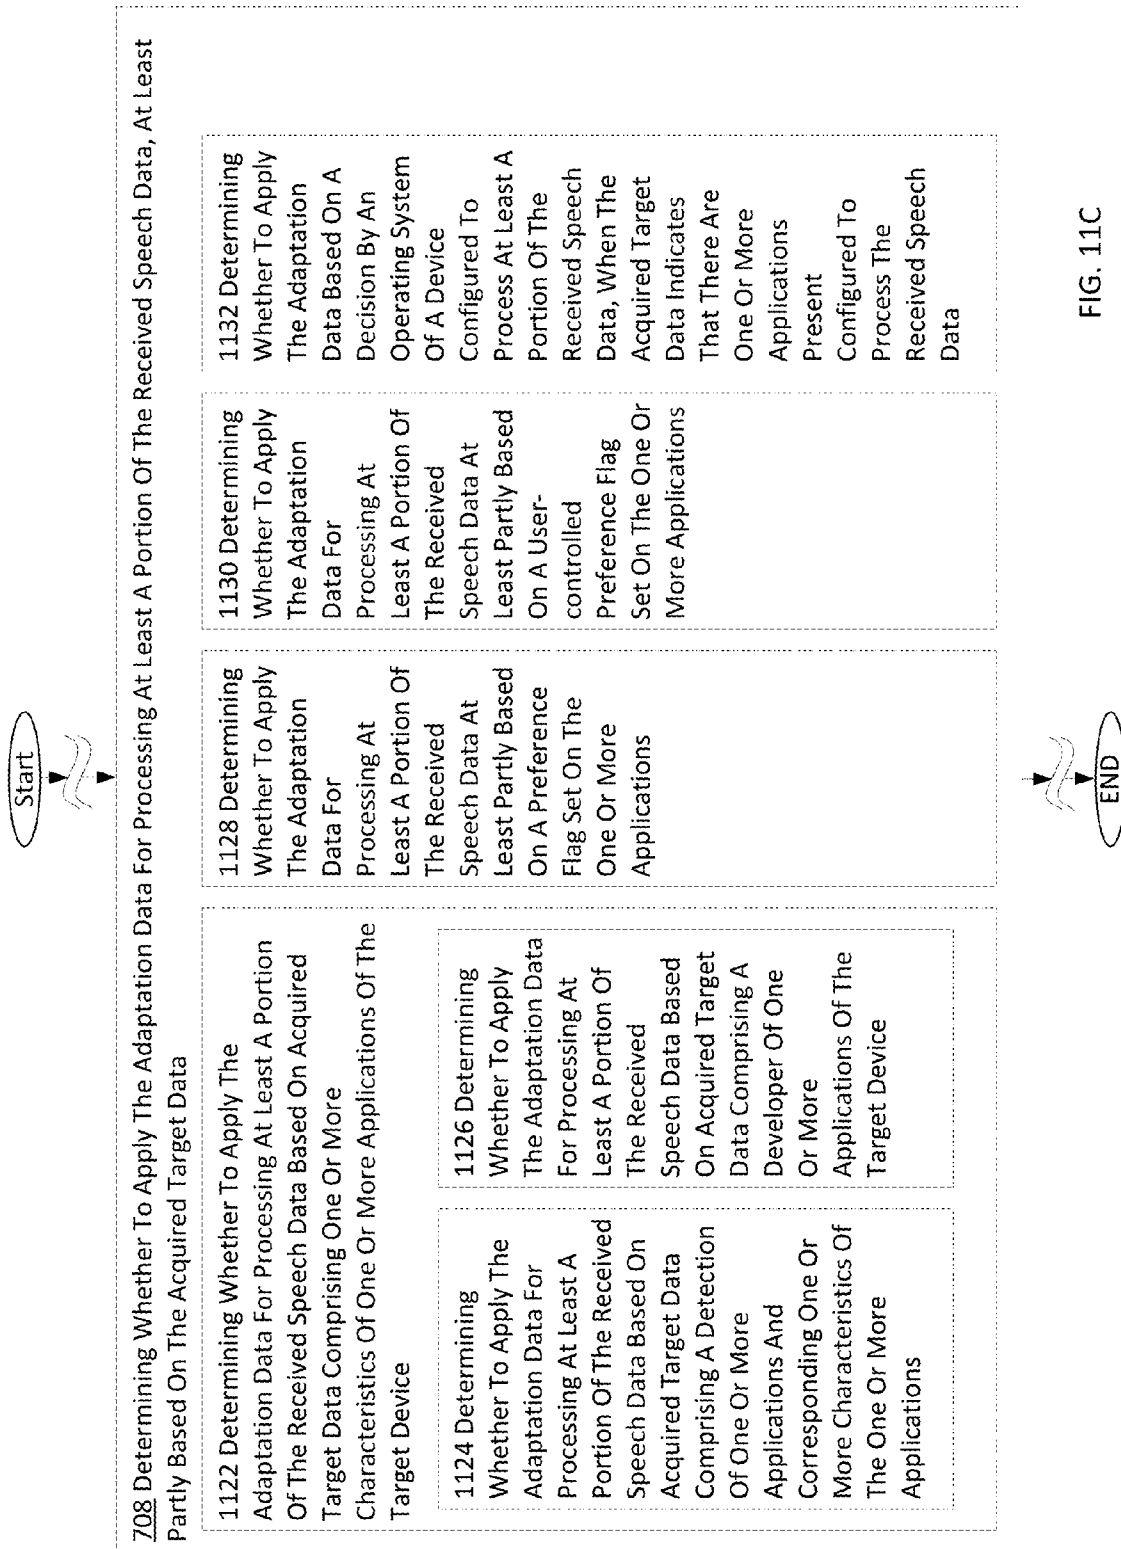 Start
708 Determining Whether To Apply The Adaptation Data For Processing At Least A Portion Of The Received Speech Data, At Least
Partly Based On The Acquired Target Data
1122 Determining Whether To Apply The
Adaptation Data For Processing At Least A Portion
Of The Received Speech Data Based On Acquired
Target Data Comprising One Or More
Characteristics Of One Or More Applications Of The
Target Device
1124 Determining
Whether To Apply The
Adaptation Data For
Processing At Least A
Portion Of The Received
Speech Data Based On
Acquired Target Data
Comprising A Detection
Of One Or More
Applications And
Corresponding One Or
More Characteristics Of
The One Or More
Applications
1126 Determining
Whether To Apply
The Adaptation Data
For Processing At
Least A Portion Of
The Received
Speech Data Based
On Acquired Target
Data Comprising A
Developer Of One
Or More
Applications Of The
Target Device
1128 Determining
Whether To Apply
The Adaptation
Data For
Processing At
Least A Portion Of
The Received
Speech Data At
Least Partly Based
On A Preference
Flag Set On The
One Or More
Applications
1130 Determining
Whether To Apply
The Adaptation
Data For
Processing At
Least A Portion Of
The Received
Speech Data At
Least Partly Based
On A User-
controlled
Preference Flag
Set On The One Or
More Applications
1132 Determining
Whether To Apply
The Adaptation
Data Based On A
Decision By An
Operating System
Of A Device
Configured To
Process At Least A
Portion Of The
Received Speech
Data, When The
Acquired Target
Data Indicates
That There Are
One Or More
Applications
Present
Configured To
Process The
Received Speech
Data
END
FIG. 11C